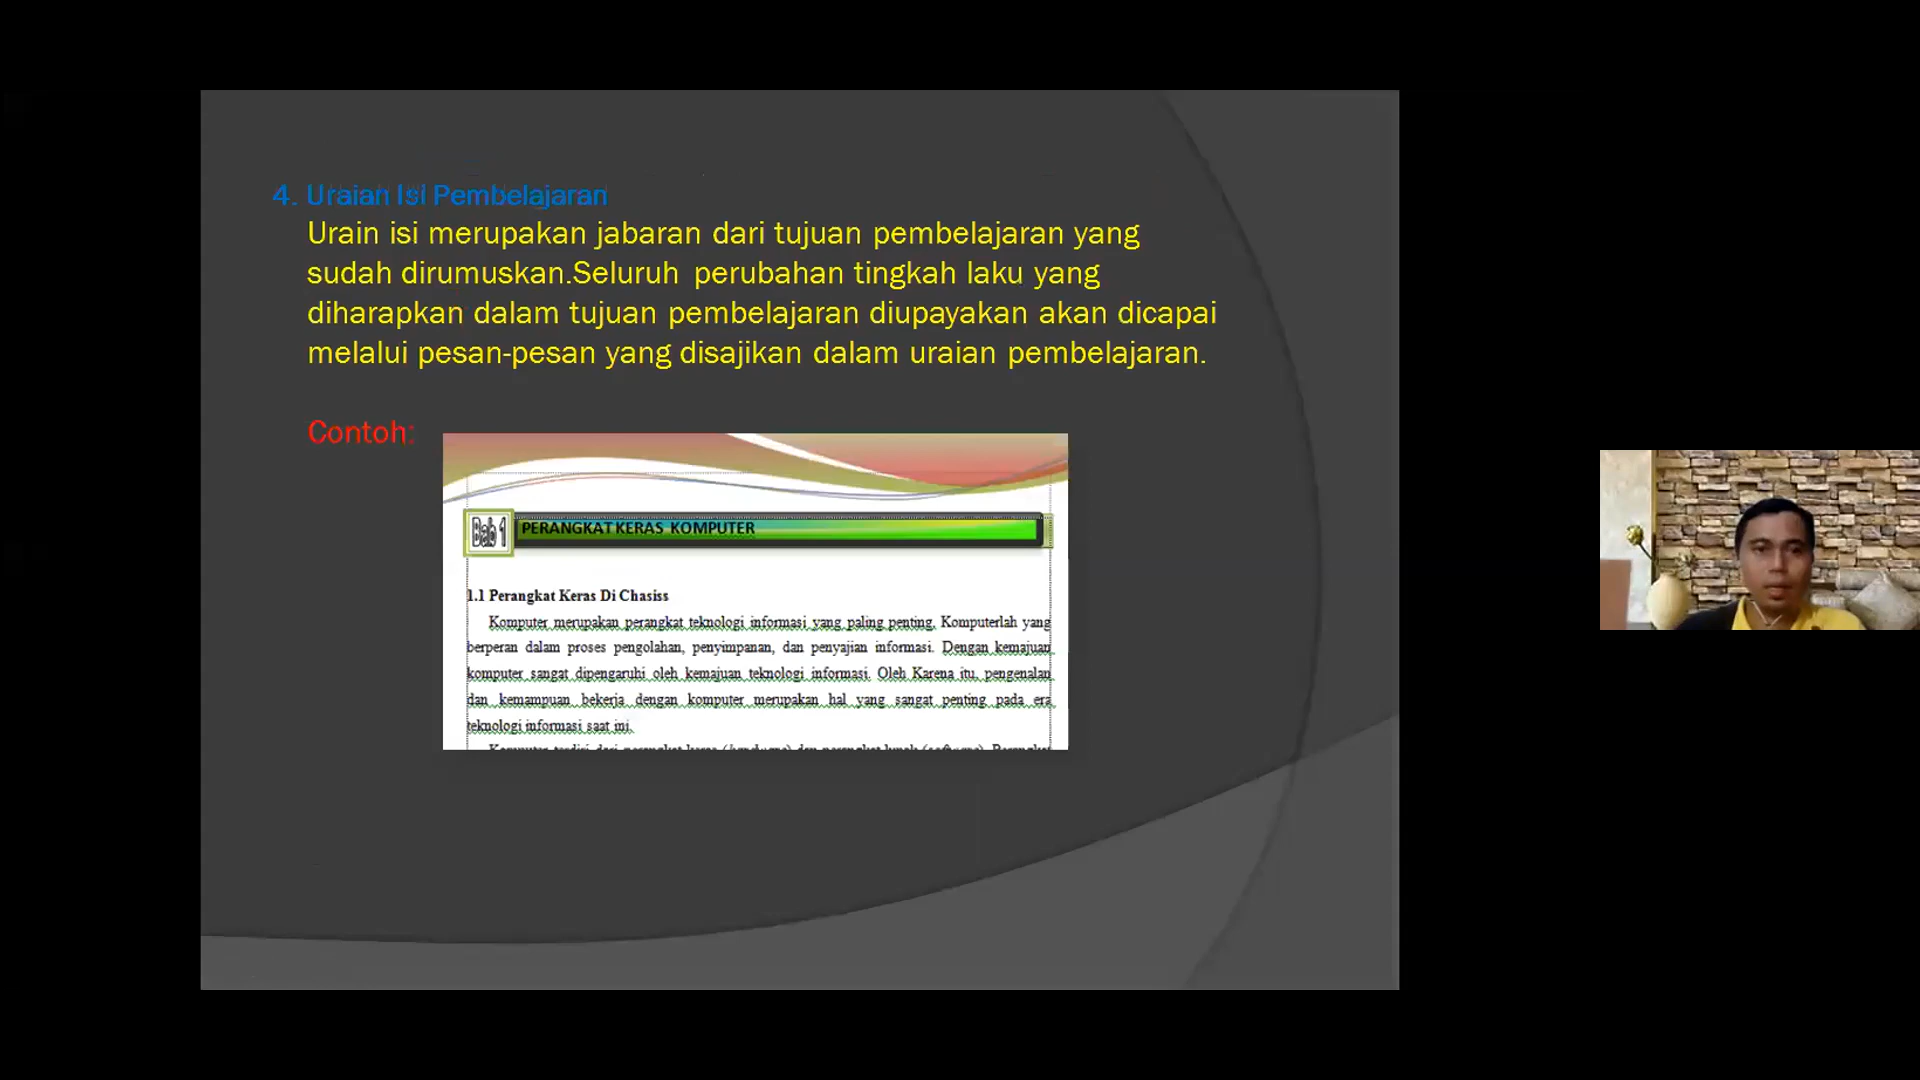 4. Uraian Isi Pembelajaran
Urain isi merupakan jabaran dari tujuan pembelajaran yang
sudah dirumuskan.Seluruh perubahan tingkah laku yang
diharapkan dalam tujuan pembelajaran diupayakan akan dicapai
melalui pesan-pesan yang disajikan dalam uraian pembelajaran.
Contoh:
Bab 1
PERANGKAT KERAS KOMPUTER
1.1 Perangkat Keras Di Chasiss
Komputer merupakan perangkat teknologi informasi yang paling penting. Komputerlah yang
berperan dalam proses pengolahan, penyimpanan, dan penyajian informasi. Dengan kemajuan
komputer sangat dipengaruhi oleh kemajuan teknologi informasi. Oleh Karena itu, pengenalan
dan kemampuan bekerja dengan komputer merupakan hal yang sangat penting pada era
teknologi informasi saat ini.